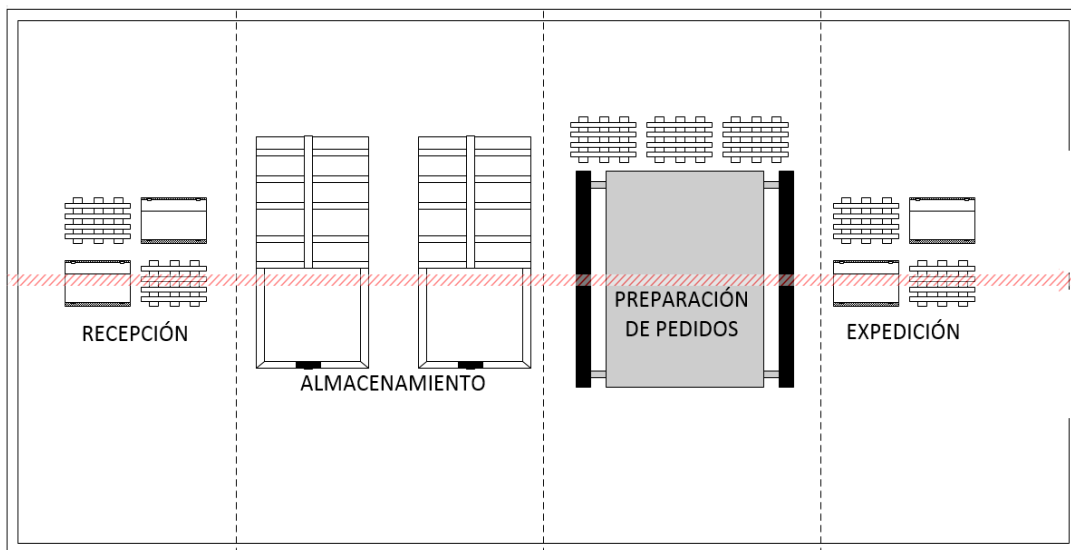 RECEPCIÓN
ALMACENAMIENTO
PREPARACIÓN
DE PEDIDOS
EXPEDICIÓN